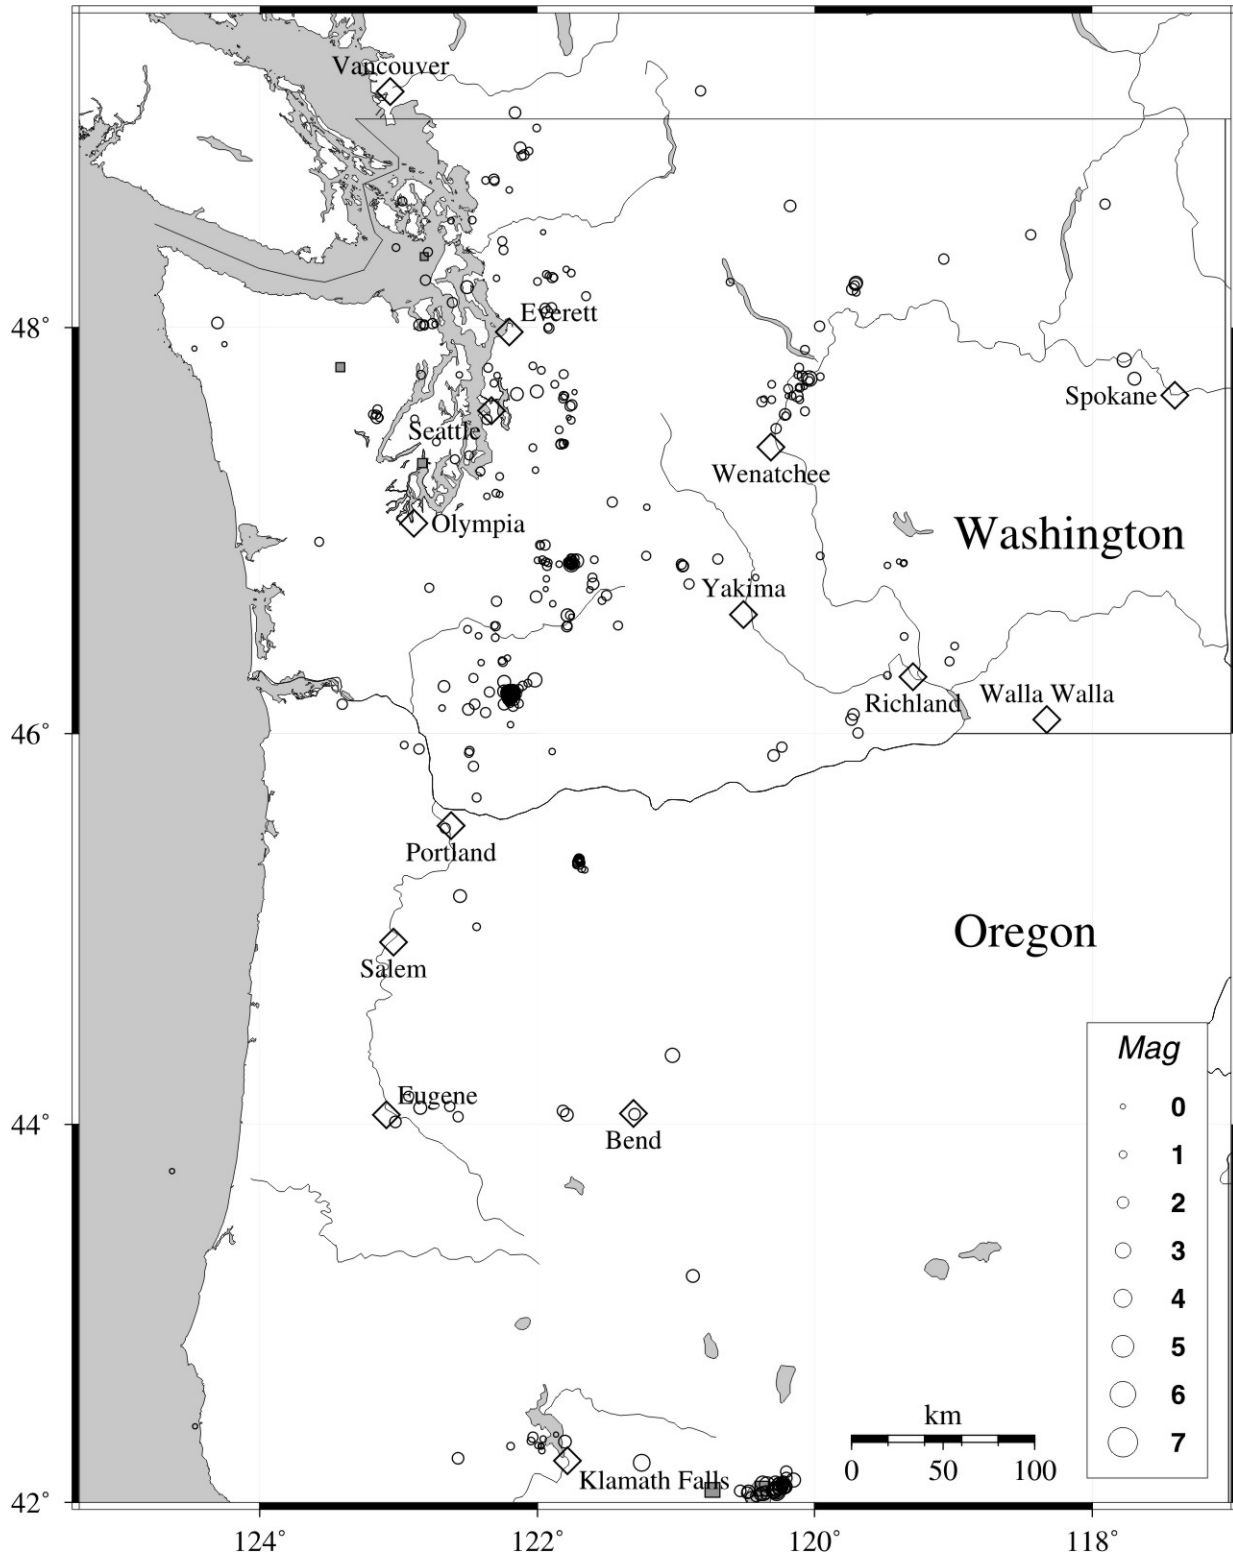 Vancouver
48°
Everett
Spokane
Seattle
Wenatchee
Olympia
Washington
Yakima
Richland
Walla Walla
46°
Portland
Oregon
Salem
Mag
0
Eugene
44°
Bend
1
2
3
4
5
6
7
km
0 50 100
Klamath Falls
42°
124° 122° 120° 118°